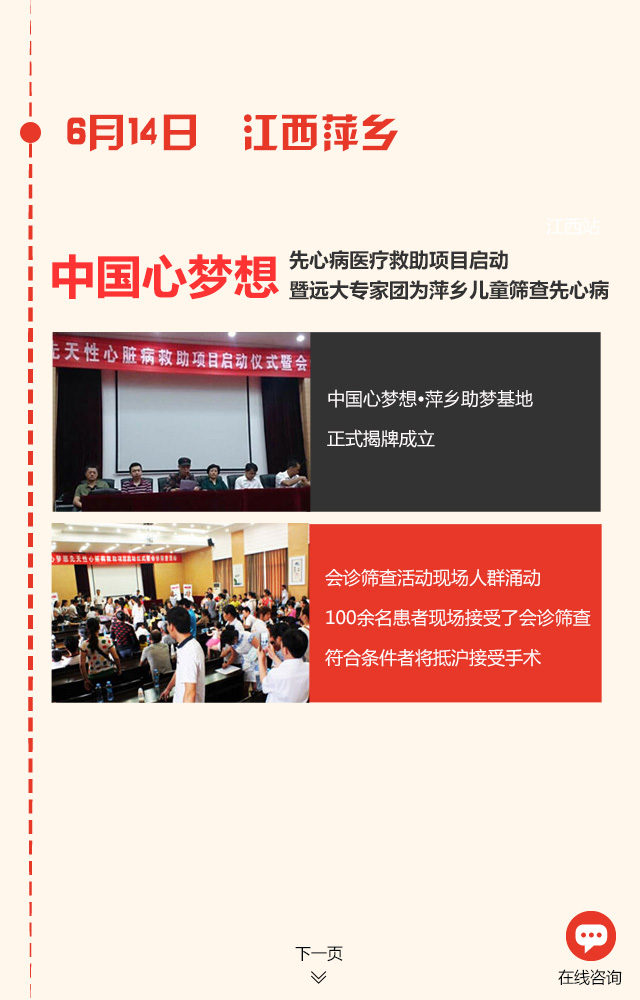 6月14日 江西萍乡
江西站
中国心梦想
先心病医疗救助项目启动
暨远大专家团为萍乡儿童筛查先心病
天性心脏病救助项目启动仪式暨会
中国心梦想•萍乡助梦基地
正式揭牌成立
会诊筛查活动现场人群涌动
100余名患者现场接受了会诊筛查
符合条件者将抵沪接受手术
下一页
在线咨询